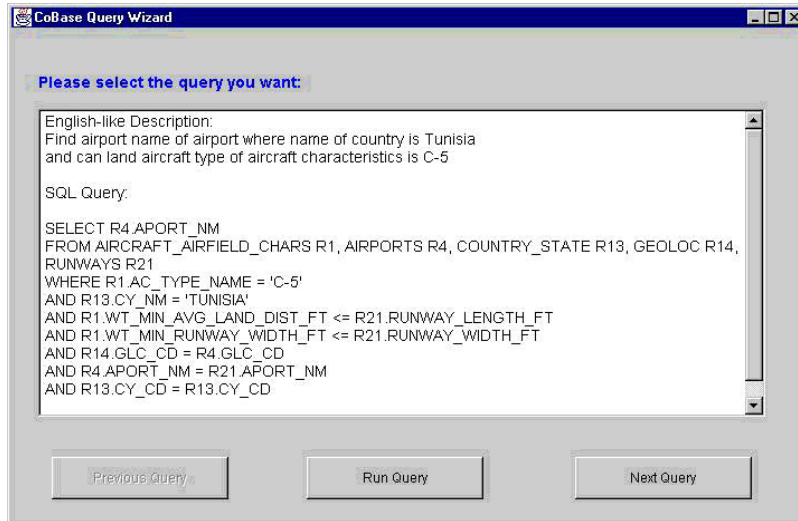 CoBase Query Wizard
Please select the query you want:
English-like Description:
Find airport name of airport where name of country is Tunisia
and can land aircraft type of aircraft characteristics is C-5
SQL Query:
SELECT R4.APORT_NM
FROM AIRCRAFT_AIRFIELD_CHARS R1, AIRPORTS R4, COUNTRY_STATE R13, GEOLOC R14,
RUNWAYS R21
WHERE R1.AC_TYPE_NAME = 'C-5'
AND R13.CY_NM = 'TUNISIA'
AND R1.WT_MIN_AVG_LAND_DIST_FT <= R21.RUNWAY_LENGTH_FT
AND R1.WT_MIN_RUNWAY_WIDTH_FT <= R21.RUNWAY_WIDTH_FT
AND R14.GLC_CD = R4.GLC_CD
AND R4.APORT_NM = R21.APORT_NM
AND R13.CY_CD = R13.CY_CD
Previous Query Run Query Next Query